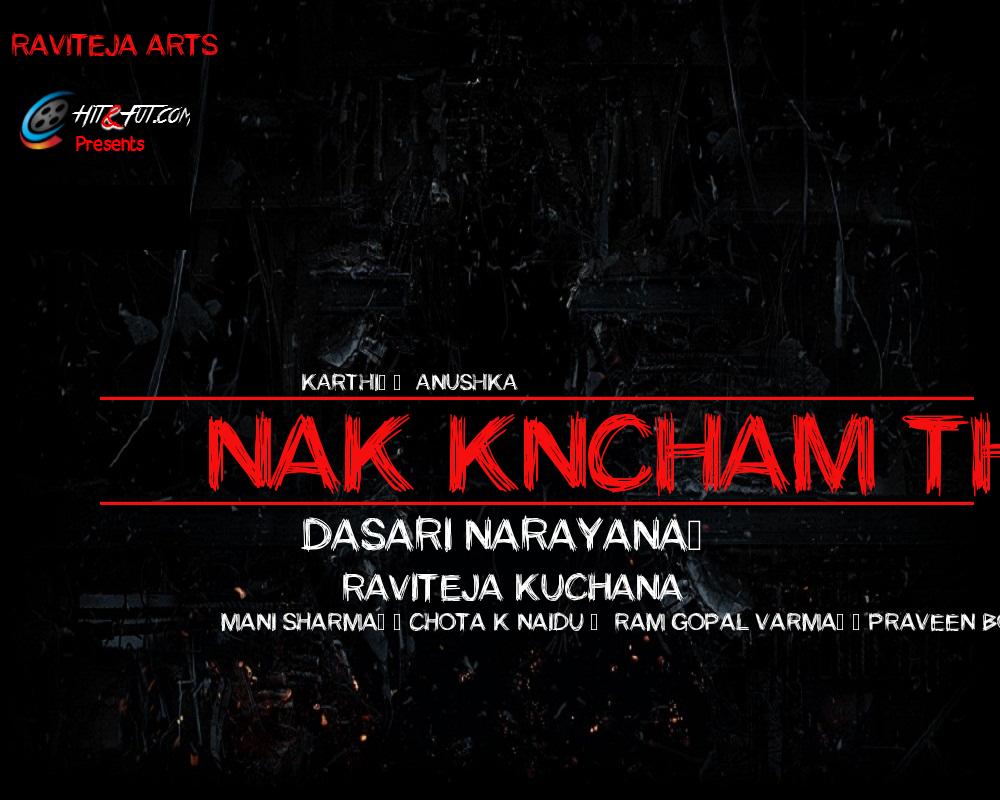 RAVITEJA ARTS
HIT&FUT.COM
Presents
KARTHI ANUSHKA
NAK KNCHAM
DASARI NARAYANA
RAVITEJA KUCHANA
MANI SHARMA CHOTA K NAIDU RAM GOPAL VARMA PRAVEEN